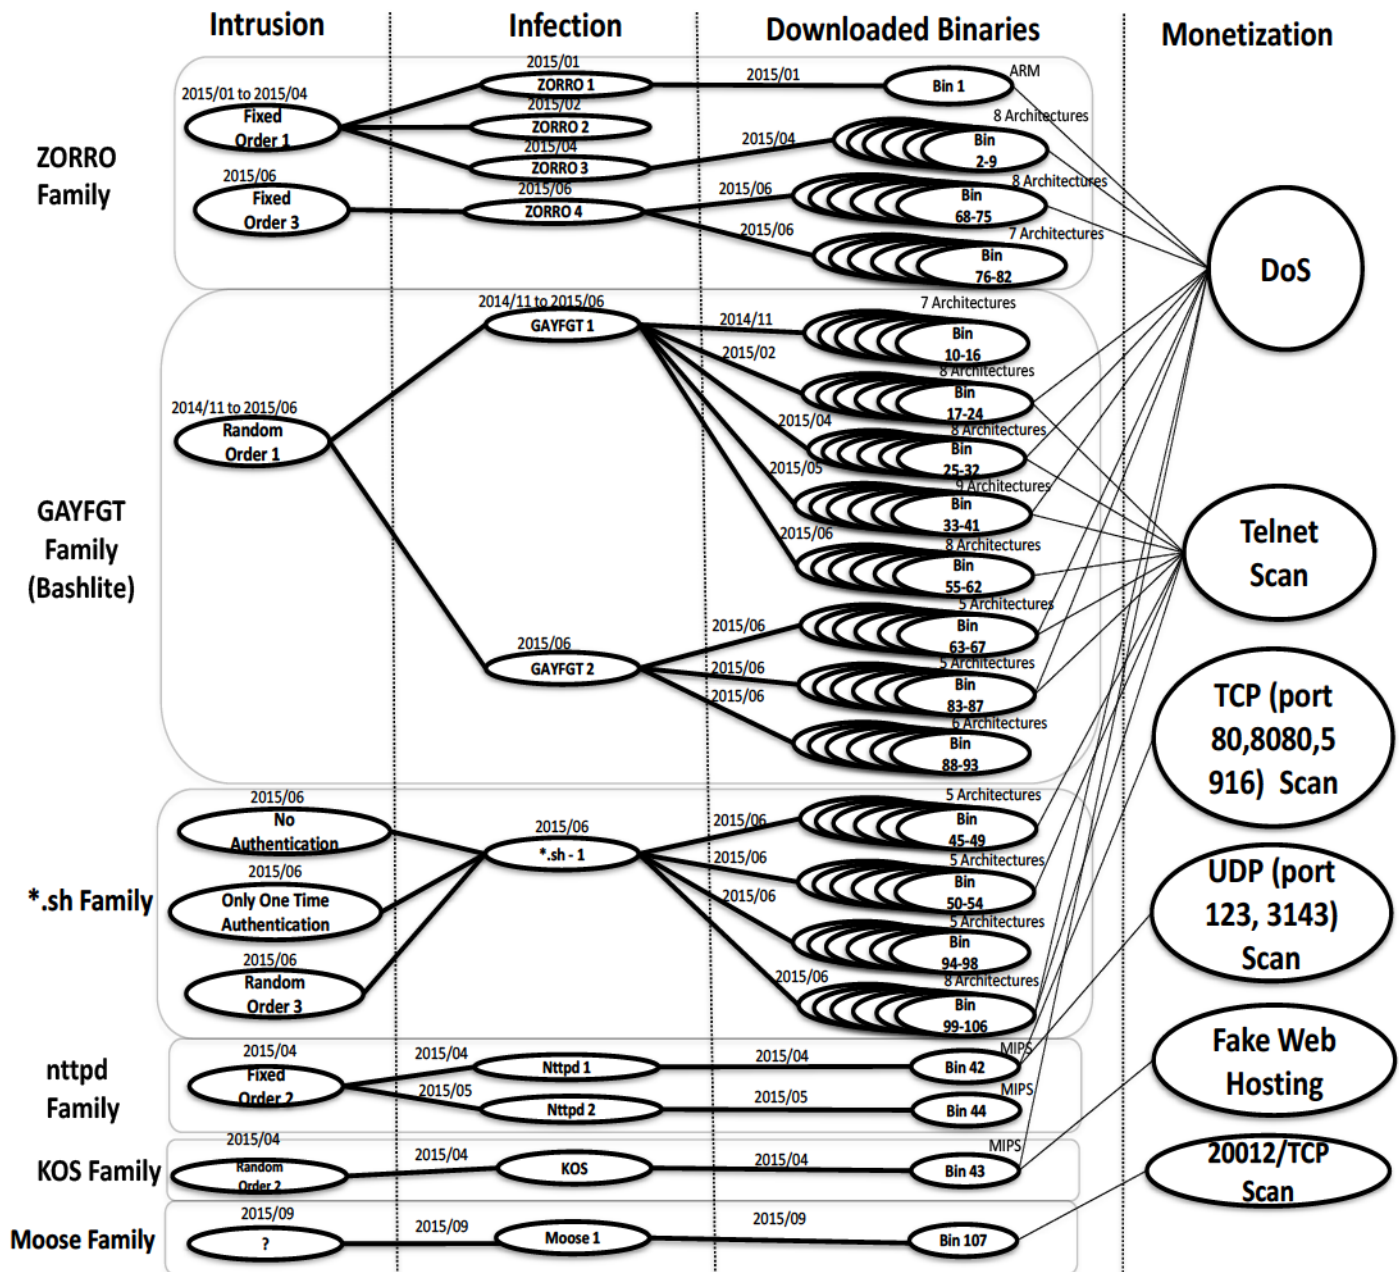 Intrusion
Infection
Downloaded Binaries
Monetization
ZORRO
Family
2015/01 to 2015/04
Fixed
Order 1
2015/06
Fixed
Order 3
2015/01
ZORRO 1
2015/02
ZORRO 2
2015/04
ZORRO 3
2015/06
ZORRO 4
2015/01
2015/04
2015/06
2015/06
ARM
Bin 1
8 Architectures
Bin
2-9
8 Architectures
Bin
68-75
7 Architectures
Bin
76-82
GAYFGT
Family
(Bashlite)
2014/11 to 2015/06
Random
Order 1
2014/11 to 2015/06
GAYFGT 1
2015/06
GAYFGT 2
2014/11
2015/02
2015/04
2015/05
2015/06
2015/06
2015/06
2015/06
7 Architectures
Bin
10-16
8 Architectures
Bin
17-24
8 Architectures
Bin
25-32
9 Architectures
Bin
33-41
8 Architectures
Bin
55-62
5 Architectures
Bin
63-67
5 Architectures
Bin
83-87
6 Architectures
Bin
88-93
*.sh Family
2015/06
No
Authentication
2015/06
Only One Time
Authentication
2015/06
Random
Order 3
2015/06
*.sh - 1
2015/06
2015/06
2015/06
2015/06
5 Architectures
Bin
45-49
5 Architectures
Bin
50-54
5 Architectures
Bin
94-98
8 Architectures
Bin
99-106
nttpd
Family
2015/04
Fixed
Order 2
2015/04
2015/05
Nttpd 1
Nttpd 2
2015/04
2015/05
MIPS
Bin 42
MIPS
Bin 44
KOS Family
2015/04
Random
Order 2
2015/04
KOS
2015/04
MIPS
Bin 43
Moose Family
2015/09
?
2015/09
Moose 1
2015/09
Bin 107
DoS
Telnet
Scan
TCP (port
80,8080,5
916) Scan
UDP (port
123, 3143)
Scan
Fake Web
Hosting
20012/TCP
Scan